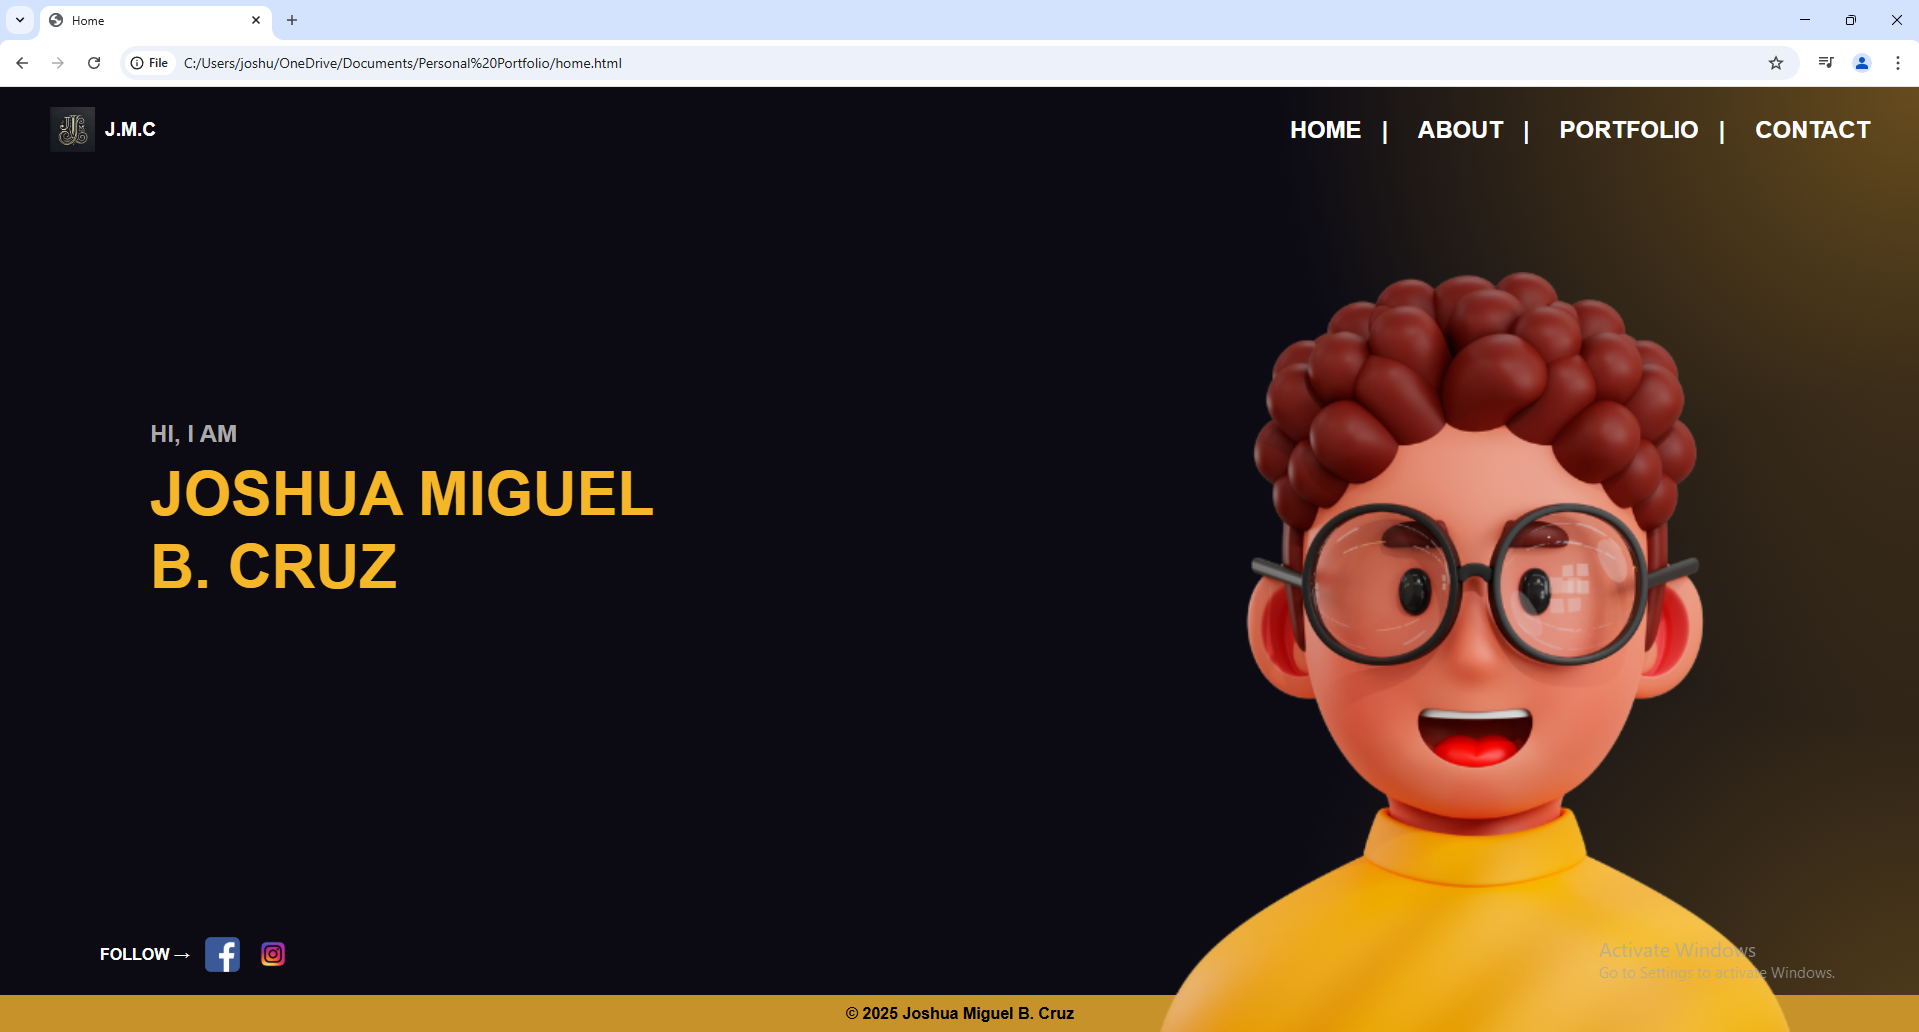 Home
File
C:/Users/joshu/OneDrive/Documents/Personal%20Portfolio/home.html
J.M.C
HOME | ABOUT | PORTFOLIO | CONTACT
HI, I AM
JOSHUA MIGUEL
B. CRUZ
FOLLOW →
Activate Windows
Go to Settings to activate Windows.
© 2025 Joshua Miguel B. Cruz